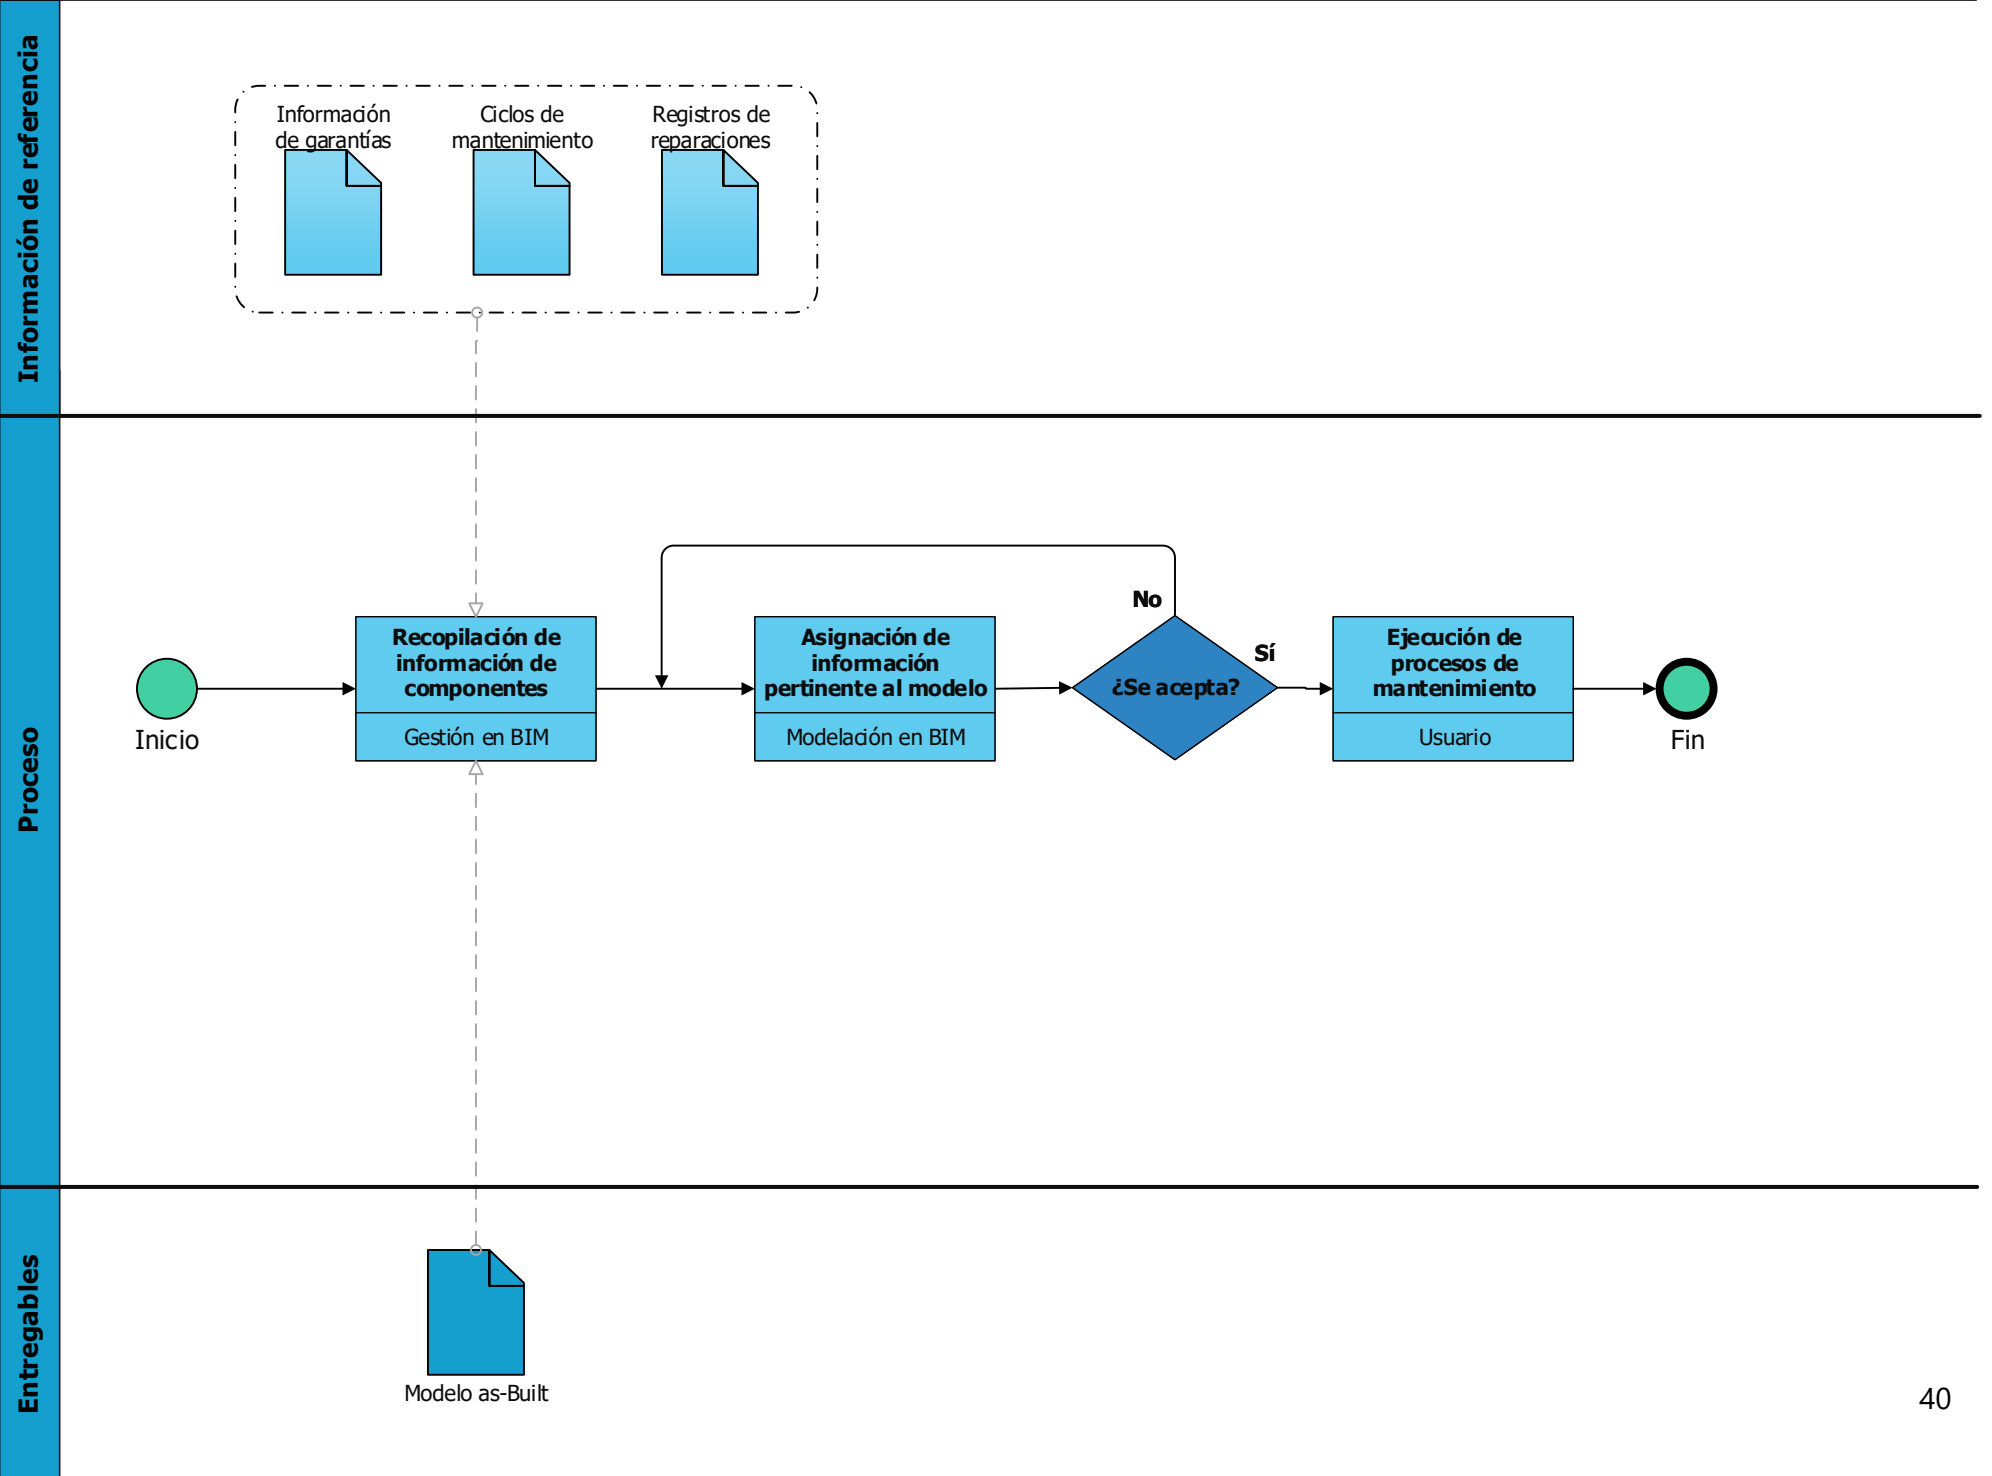 Información de referencia
Información
de garantías
Ciclos de
mantenimiento
Registros de
reparaciones
Proceso
Inicio
Recopilación de
información de
componentes
Gestión en BIM
Asignación de
información
pertinente al modelo
Modelación en BIM
No
¿Se acepta?
Sí
Ejecución de
procesos de
mantenimiento
Usuario
Fin
Entregables
Modelo as-Built
40